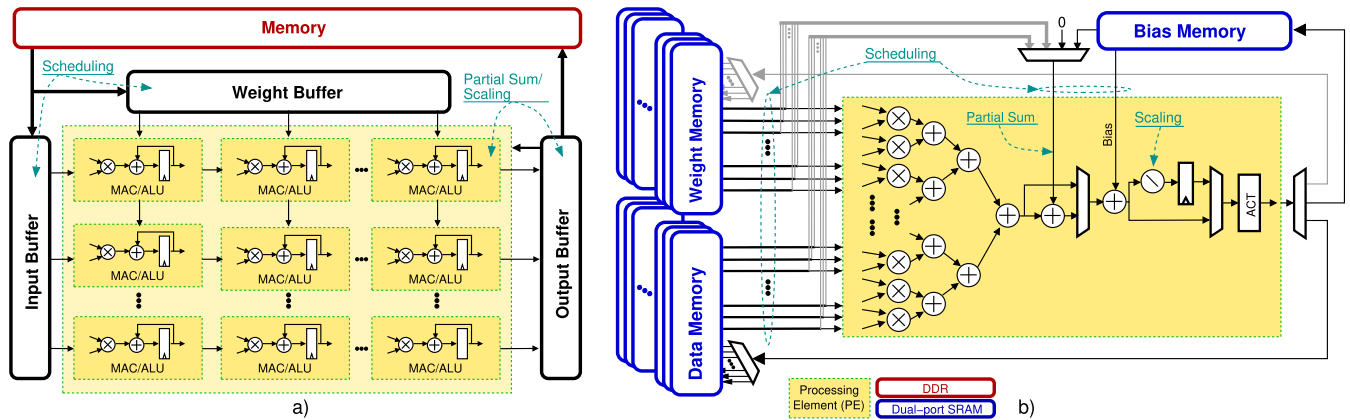 Memory
Scheduling
Weight Buffer
Partial Sum/
Scaling
Input Buffer
Output Buffer
MAC/ALU
MAC/ALU
MAC/ALU
MAC/ALU
MAC/ALU
MAC/ALU
MAC/ALU
MAC/ALU
MAC/ALU
a)
Weight Memory
Data Memory
0
Bias Memory
Scheduling
Partial Sum
Bias
Scaling
ACT
Processing
Element (PE)
DDR
Dual-port SRAM
b)